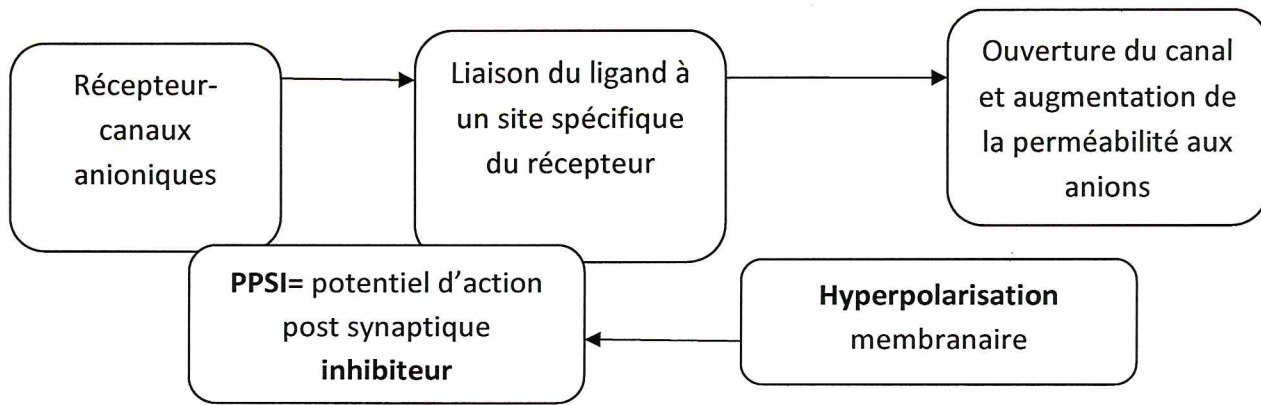 Récepteur-
canaux
anioniques
Liaison du ligand à
un site spécifique
du récepteur
Ouverture du canal
et augmentation de
la perméabilité aux
anions
PPSI= potentiel d’action
post synaptique
inhibiteur
Hyperpolarisation
membranaire